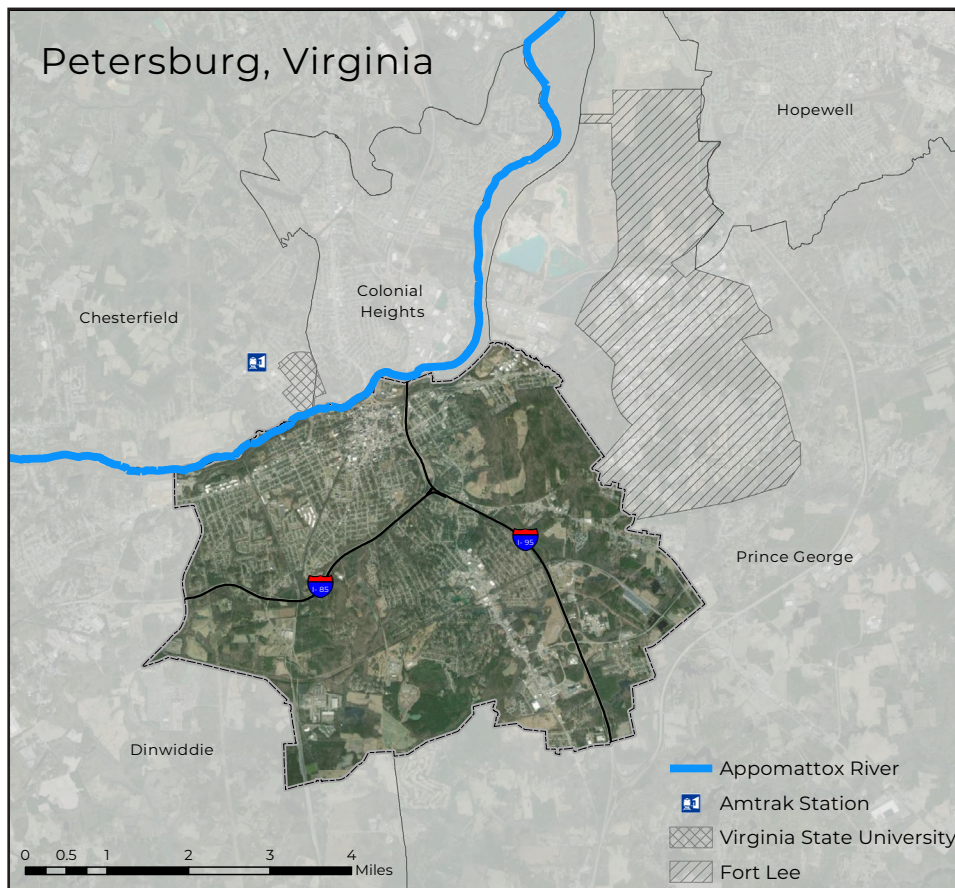 Petersburg, Virginia
Hopewell
Colonial
Heights
Chesterfield
I-95
Prince George
I-85
Dinwiddie
Appomattox River
Amtrak Station
Virginia State University
Fort Lee
0 0.5 1 2 3 4
Miles